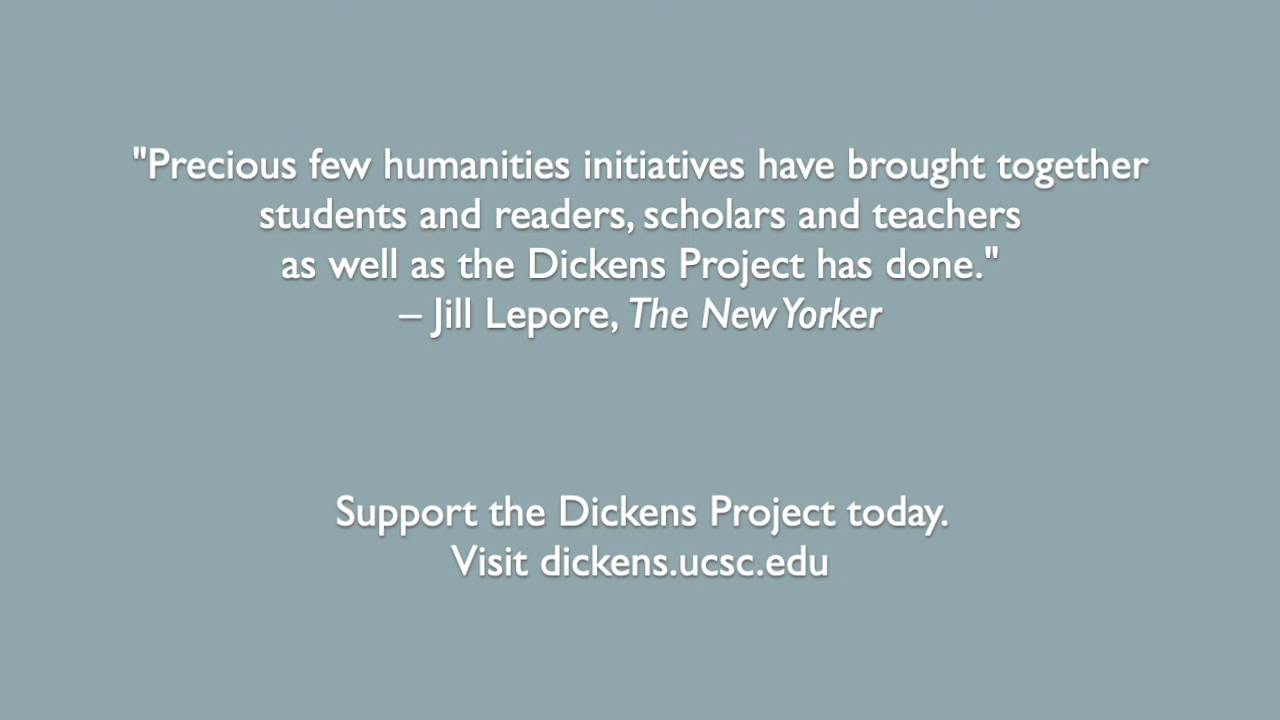 "Precious few humanities initiatives have brought together
students and readers, scholars and teachers
as well as the Dickens Project has done."
– Jill Lepore, The New Yorker
Support the Dickens Project today.
Visit dickens.ucsc.edu